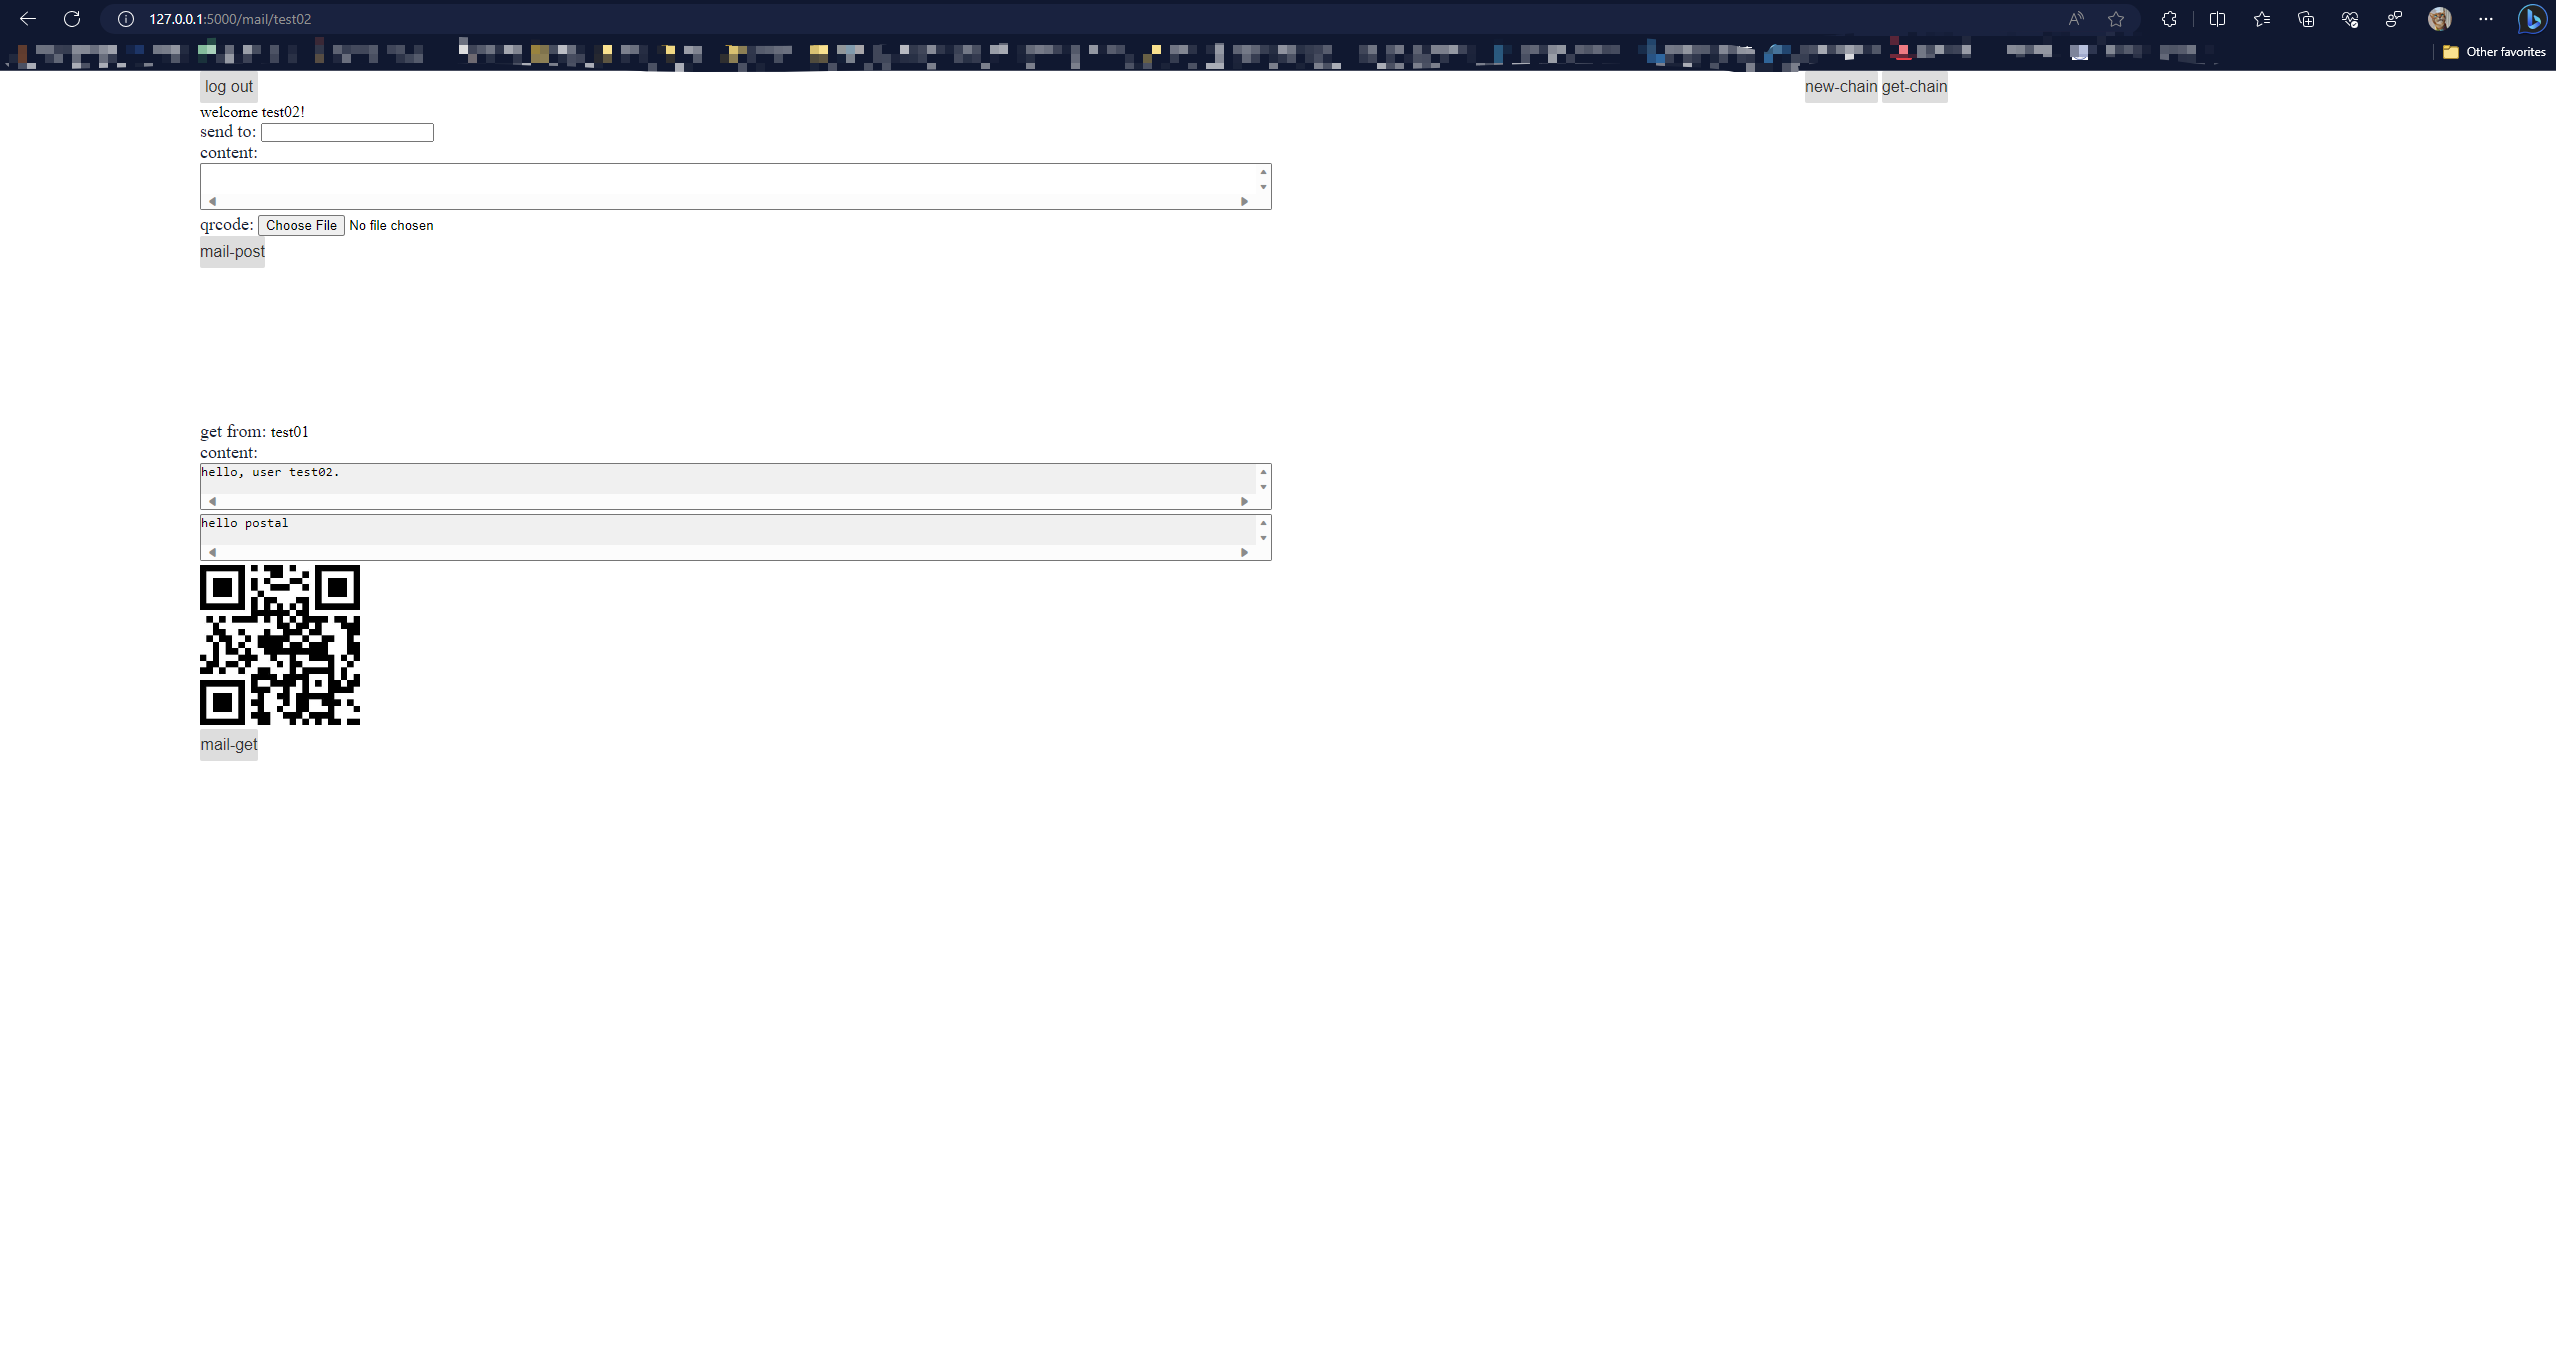 127.0.0.1:5000/mail/test02
Other favorites
log out
new-chain get-chain
welcome test02!
send to:
content:
qrcode: Choose File No file chosen
mail-post
get from: test01
content:
hello, user test02.
hello postal
mail-get